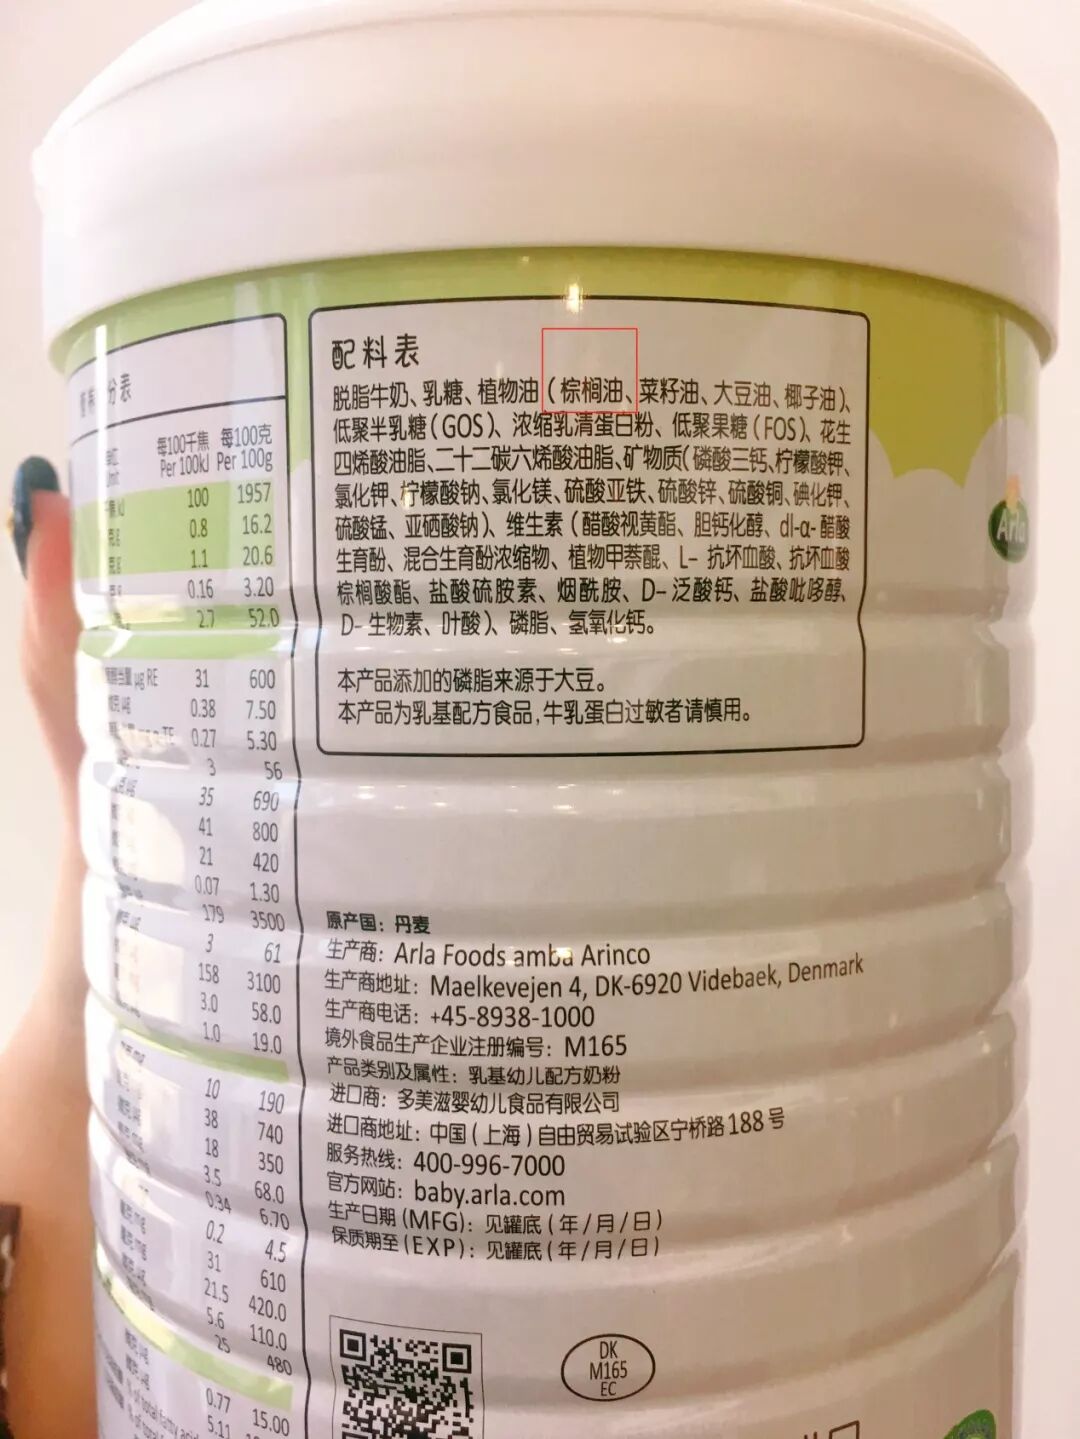 配料表
脱脂牛奶、乳糖、植物油（棕榈油、菜籽油、大豆油、椰子油）、
低聚半乳糖（GOS）、浓缩乳清蛋白粉、低聚果糖（FOS）、花生
四烯酸油脂、二十二碳六烯酸油脂、矿物质（磷酸三钙、柠檬酸钾、
氯化钾、柠檬酸钠、氯化镁、硫酸亚铁、硫酸锌、硫酸铜、碘化钾、
硫酸锰、亚硒酸钠）、维生素（醋酸视黄酯、胆钙化醇、dl-α-醋酸
生育酚、混合生育酚浓缩物、植物甲萘醌、L-抗坏血酸、抗坏血酸
棕榈酸酯、盐酸硫胺素、烟酰胺、D-泛酸钙、盐酸吡哆醇、
D-生物素、叶酸）、磷脂、氢氧化钙。
本产品添加的磷脂来源于大豆。
本产品为乳基配方食品，牛乳蛋白过敏者请慎用。
原产国：丹麦
生产商：Arla Foods amba Arinco
生产商地址：Maelkevejen 4, DK-6920 Videbaek, Denmark
生产商电话：+45-8938-1000
境外食品生产企业注册编号：M165
产品类别及属性：乳基幼儿配方奶粉
进口商：多美滋婴幼儿食品有限公司
进口商地址：中国（上海）自由贸易试验区宁桥路188号
服务热线：400-996-7000
官方网站：baby.arla.com
生产日期(MFG)：见罐底（年/月/日）
保质期至(EXP)：见罐底（年/月/日）
DK
M165
EC
Arla
分表
每100千焦 每100克
Unit Per 100kJ Per 100g
100 1957
0.8 16.2
1.1 20.6
0.16 3.20
2.7 52.0
µg RE 31 600
0.38 7.50
0.27 5.30
3 56
35 690
41 800
21 420
0.07 1.30
179 3500
3 61
158 3100
3.0 58.0
1.0 19.0
10 190
38 740
18 350
3.5 68.0
0.34 6.70
0.2 4.5
31 610
21.5 420.0
5.6 110.0
25 480
0.77 15.00
of total fatty 5.11